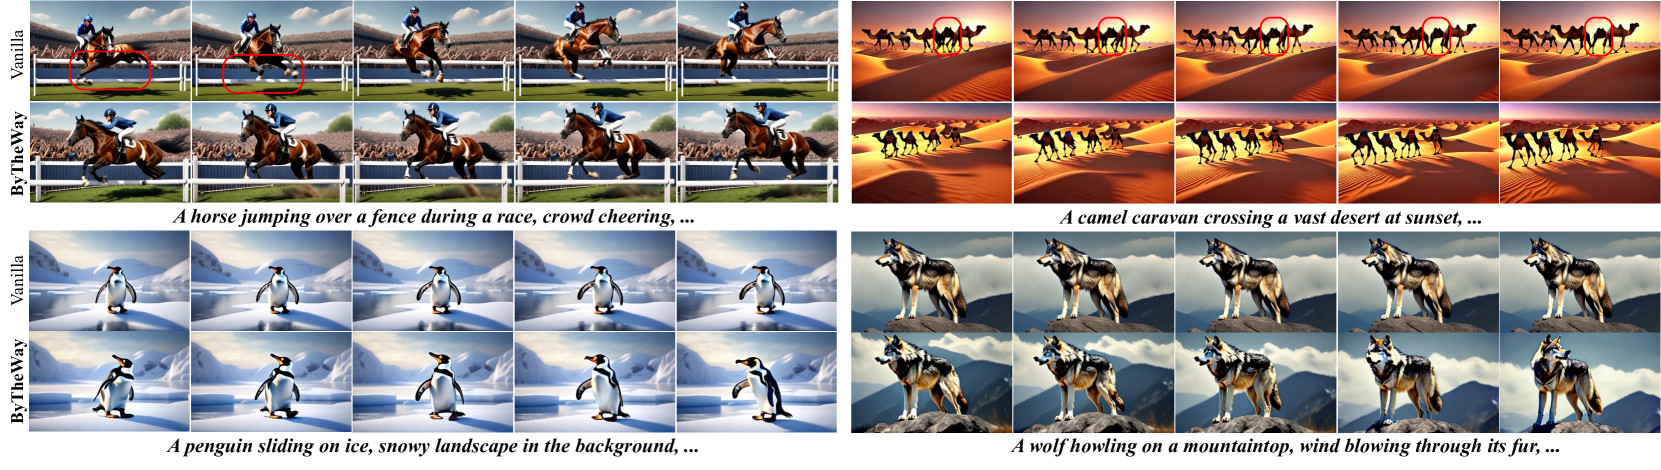 Vanilla
ByTheWay
A horse jumping over a fence during a race, crowd cheering, ...
A camel caravan crossing a vast desert at sunset, ...
Vanilla
ByTheWay
A penguin sliding on ice, snowy landscape in the background, ...
A wolf howling on a mountaintop, wind blowing through its fur, ...